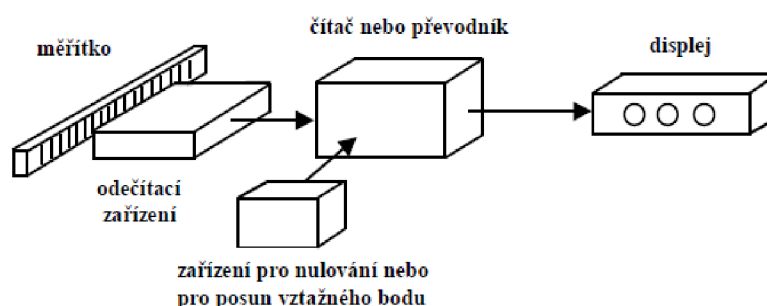 čítač nebo převodník
měřítko
displej
odečítací
zařízení
zařízení pro nulování nebo
pro posun vztažného bodu